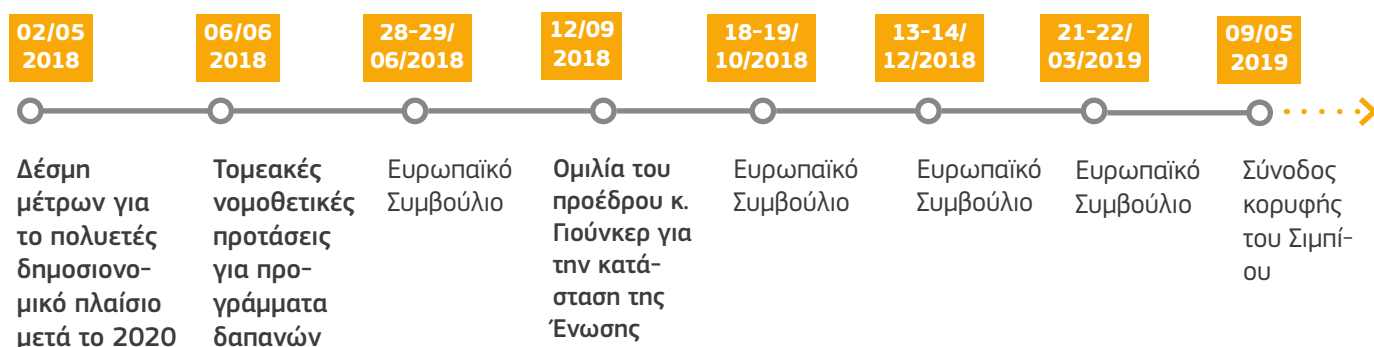 02/05
2018
06/06
2018
28-29/
06/2018
12/09
2018
18-19/
10/2018
13-14/
12/2018
21-22/
03/2019
09/05
2019
Δέσμη
μέτρων για
το πολυετές
δημοσιονο-
μικό πλαίσιο
μετά το 2020
Τομεακές
νομοθετικές
προτάσεις
για προ-
γράμματα
δαπανών
Ευρωπαϊκό
Συμβούλιο
Ομιλία του
προέδρου κ.
Γιούνκερ για
την κατά-
σταση της
Ένωσης
Ευρωπαϊκό
Συμβούλιο
Ευρωπαϊκό
Συμβούλιο
Ευρωπαϊκό
Συμβούλιο
Σύνοδος
κορυφής
του Σιμπί-
ου